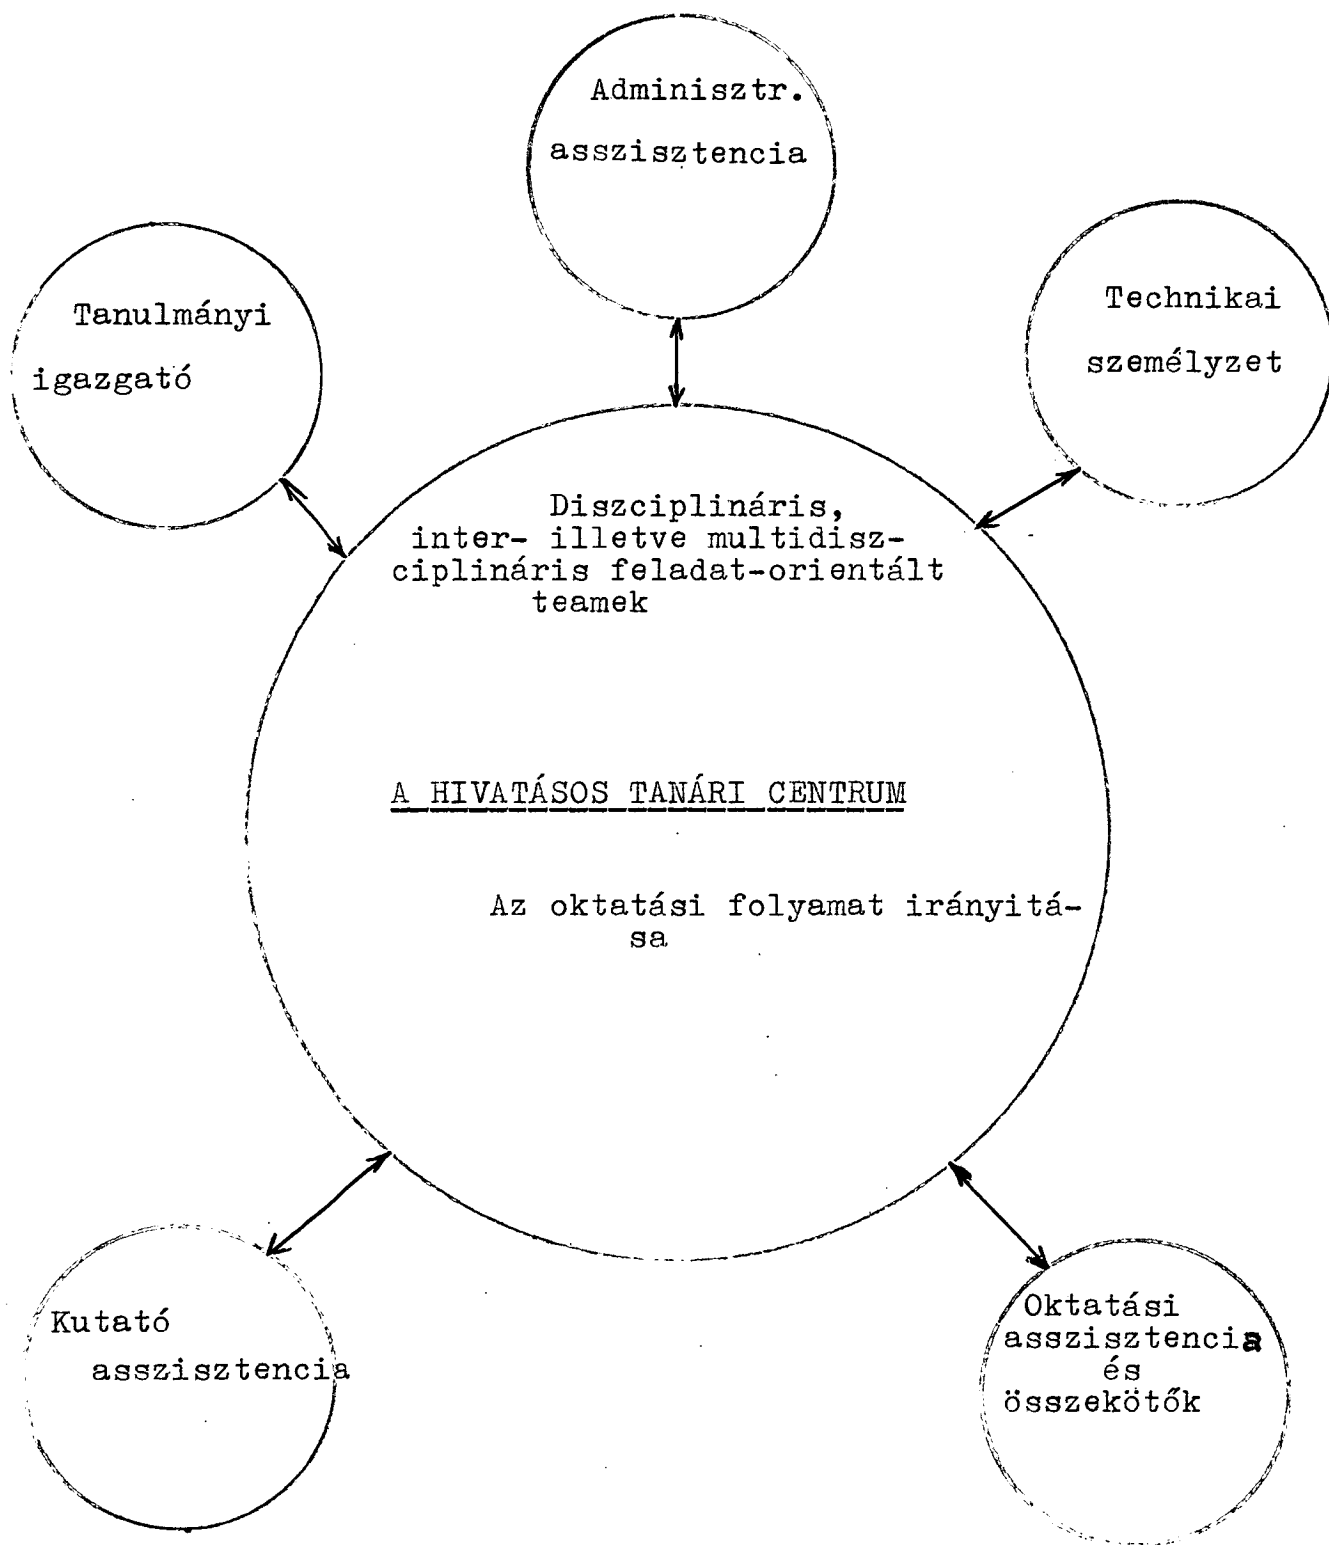 Adminisztr.
asszisztencia
Tanulmányi
igazgató
Technikai
személyzet
Diszciplináris,
inter- illetve multidisz-
ciplináris feladat-orientált
teamek
A HIVATÁSOS TANÁRI CENTRUM
Az oktatási folyamat irányitá-
sa
Kutató
asszisztencia
Oktatási
asszisztencia
és
összekötők